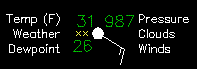 Temp (F) 31 987 Pressure
Weather ×× Clouds
Dewpoint 26 Winds